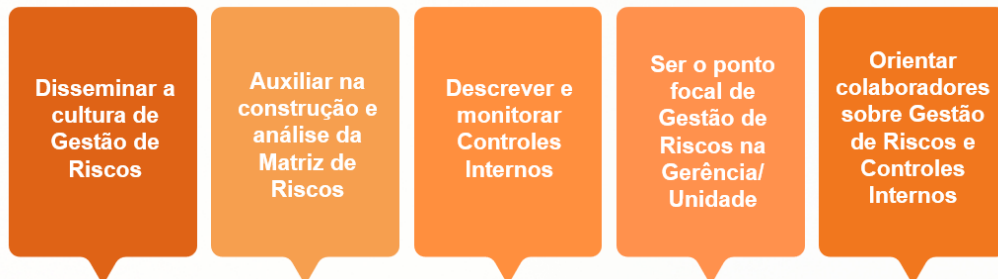 Disseminar a
cultura de
Gestão de
Riscos
Auxiliar na
construção e
análise da
Matriz de
Riscos
Descrever e
monitorar
Controles
Internos
Ser o ponto
focal de
Gestão de
Riscos na
Gerência/
Unidade
Orientar
colaboradores
sobre Gestão
de Riscos e
Controles
Internos